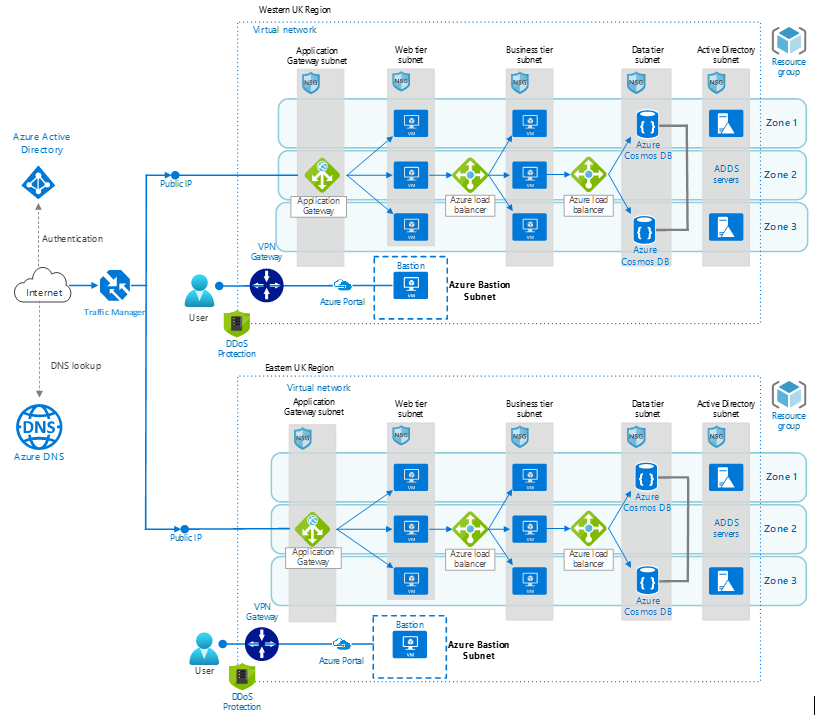 Western UK Region
Virtual network
Application
Gateway subnet
Web tier
subnet
Business tier
subnet
Data tier
subnet
Active Directory
subnet
Resource
group
NSG
NSG
NSG
NSG
NSG
VM
VM
Zone 1
Azure
Cosmos DB
Azure Active
Directory
Public IP
Application
Gateway
VM
Azure load
balancer
VM
Azure load
balancer
ADDS
servers
Zone 2
VM
VM
Azure
Cosmos DB
Zone 3
Authentication
Internet
Traffic Manager
VPN
Gateway
User
Azure Portal
Bastion
VM
Azure Bastion
Subnet
DDoS
Protection
DNS lookup
DNS
Azure DNS
Eastern UK Region
Virtual network
Application
Gateway subnet
Web tier
subnet
Business tier
subnet
Data tier
subnet
Active Directory
subnet
Resource
group
NSG
NSG
NSG
NSG
NSG
VM
VM
Zone 1
Azure
Cosmos DB
Public IP
Application
Gateway
VM
Azure load
balancer
VM
Azure load
balancer
ADDS
servers
Zone 2
VM
VM
Azure
Cosmos DB
Zone 3
VPN
Gateway
User
Azure Portal
Bastion
VM
Azure Bastion
Subnet
DDoS
Protection